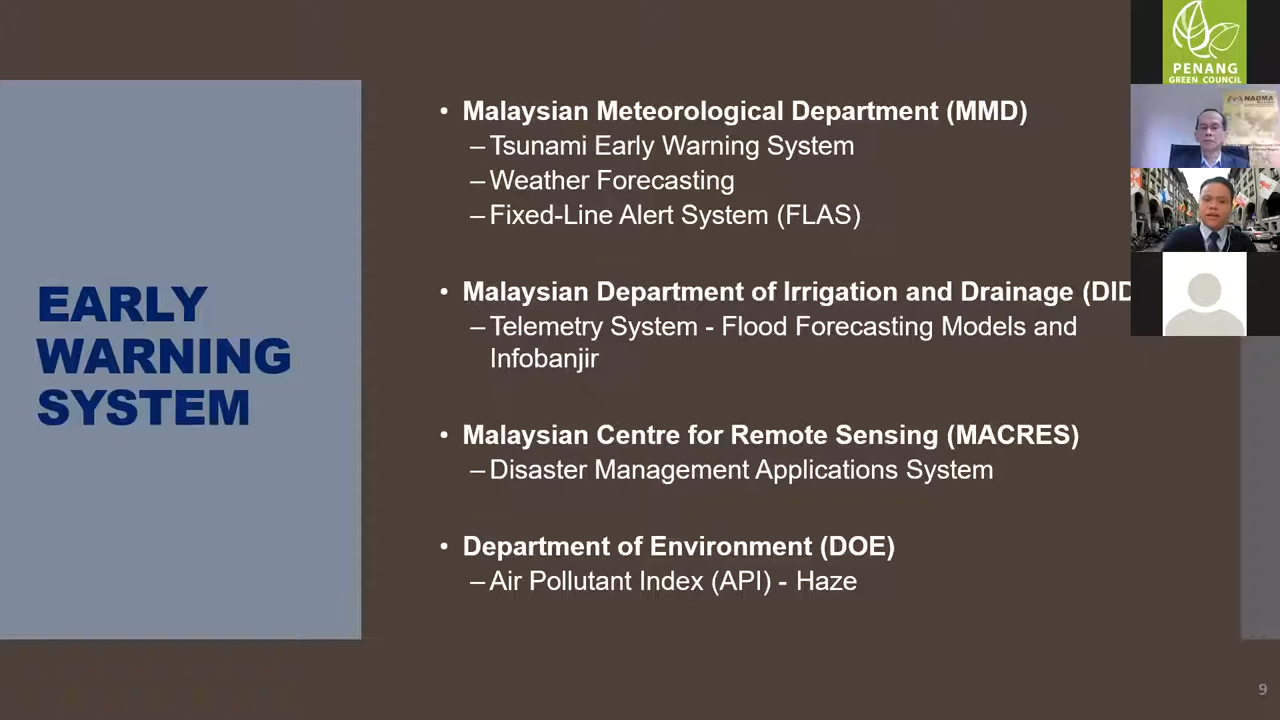 EARLY
WARNING
SYSTEM
• Malaysian Meteorological Department (MMD)
– Tsunami Early Warning System
– Weather Forecasting
– Fixed-Line Alert System (FLAS)
• Malaysian Department of Irrigation and Drainage (DID
– Telemetry System - Flood Forecasting Models and
Infobanjir
• Malaysian Centre for Remote Sensing (MACRES)
– Disaster Management Applications System
• Department of Environment (DOE)
– Air Pollutant Index (API) - Haze
PENANG
GREEN COUNCIL
NADMA
9